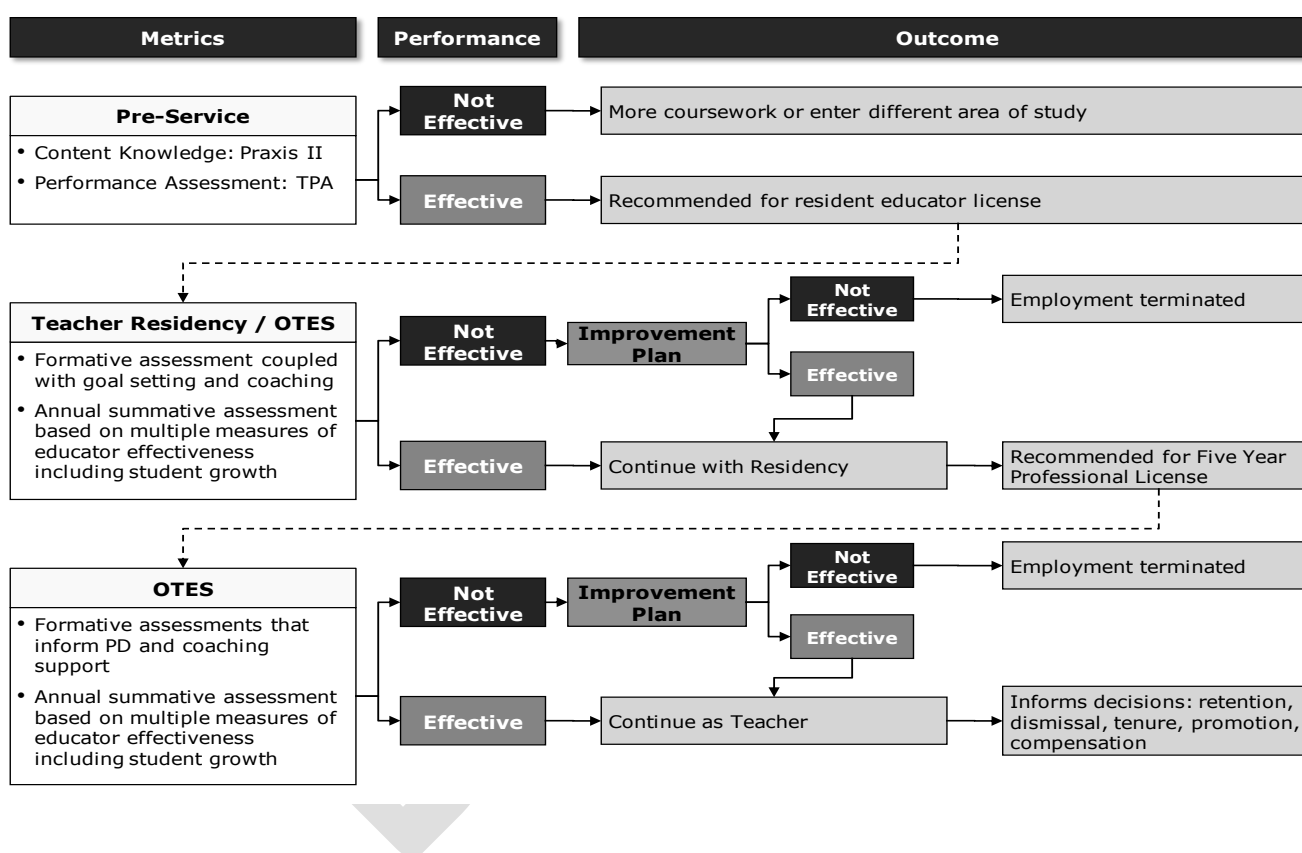 Metrics
Performance
Outcome
Pre-Service
• Content Knowledge: Praxis II
• Performance Assessment: TPA
Not
Effective
More coursework or enter different area of study
Effective
Recommended for resident educator license
Teacher Residency / OTES
• Formative assessment coupled
with goal setting and coaching
• Annual summative assessment
based on multiple measures of
educator effectiveness
including student growth
Not
Effective
Improvement
Plan
Not
Effective
Employment terminated
Effective
Effective
Continue with Residency
Recommended for Five Year
Professional License
OTES
• Formative assessments that
inform PD and coaching
support
• Annual summative assessment
based on multiple measures of
educator effectiveness
including student growth
Not
Effective
Improvement
Plan
Not
Effective
Employment terminated
Effective
Effective
Continue as Teacher
Informs decisions: retention,
dismissal, tenure, promotion,
compensation